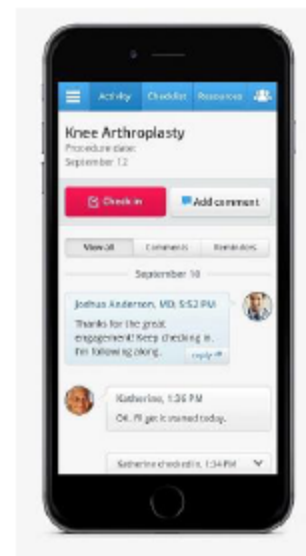 Activity Checklist Resources
Knee Arthroplasty
Procedure date:
September 12
Check in Add comment
View all Comments Reminders
September 10
Joshua Anderson, MD, 5:52 PM
Thanks for the great
engagement! Keep checking in.
I'm following along.
reply
Katherine, 1:36 PM
OK. I'll get it started today.
Katherine checked in, 1:34 PM